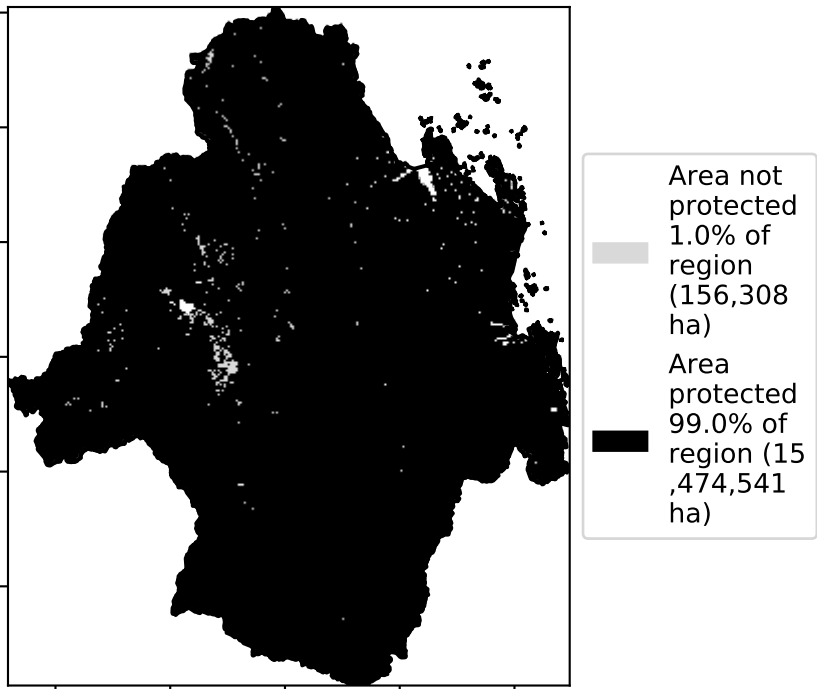 Area not
protected
1.0% of
region
(156,308
ha)
Area
protected
99.0% of
region (15
,474,541
ha)